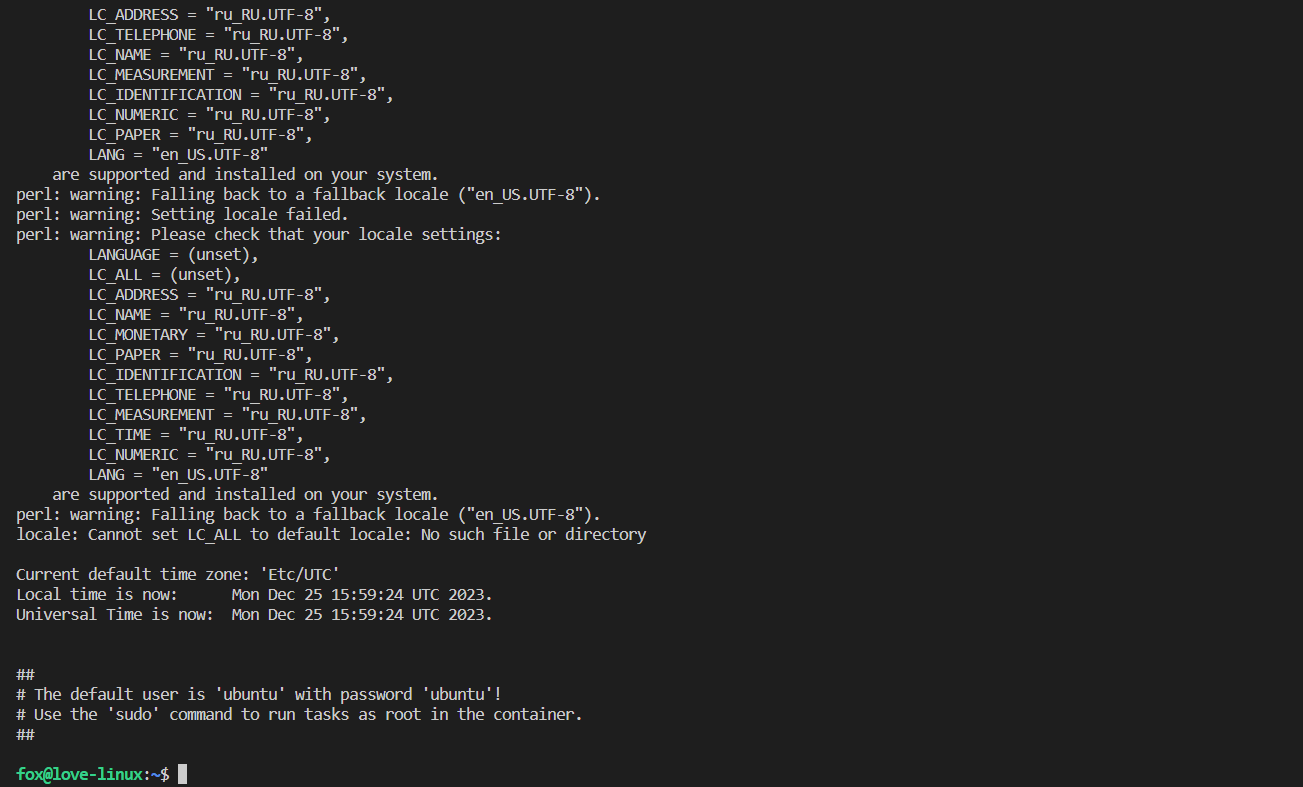 LC_ADDRESS = "ru_RU.UTF-8",
LC_TELEPHONE = "ru_RU.UTF-8",
LC_NAME = "ru_RU.UTF-8",
LC_MEASUREMENT = "ru_RU.UTF-8",
LC_IDENTIFICATION = "ru_RU.UTF-8",
LC_NUMERIC = "ru_RU.UTF-8",
LC_PAPER = "ru_RU.UTF-8",
LANG = "en_US.UTF-8"
are supported and installed on your system.
perl: warning: Falling back to a fallback locale ("en_US.UTF-8").
perl: warning: Setting locale failed.
perl: warning: Please check that your locale settings:
LANGUAGE = (unset),
LC_ALL = (unset),
LC_ADDRESS = "ru_RU.UTF-8",
LC_NAME = "ru_RU.UTF-8",
LC_MONETARY = "ru_RU.UTF-8",
LC_PAPER = "ru_RU.UTF-8",
LC_IDENTIFICATION = "ru_RU.UTF-8",
LC_TELEPHONE = "ru_RU.UTF-8",
LC_MEASUREMENT = "ru_RU.UTF-8",
LC_TIME = "ru_RU.UTF-8",
LC_NUMERIC = "ru_RU.UTF-8",
LANG = "en_US.UTF-8"
are supported and installed on your system.
perl: warning: Falling back to a fallback locale ("en_US.UTF-8").
locale: Cannot set LC_ALL to default locale: No such file or directory
Current default time zone: 'Etc/UTC'
Local time is now:      Mon Dec 25 15:59:24 UTC 2023.
Universal Time is now:  Mon Dec 25 15:59:24 UTC 2023.
##
# The default user is 'ubuntu' with password 'ubuntu'!
# Use the 'sudo' command to run tasks as root in the container.
##
fox@love-linux:~$